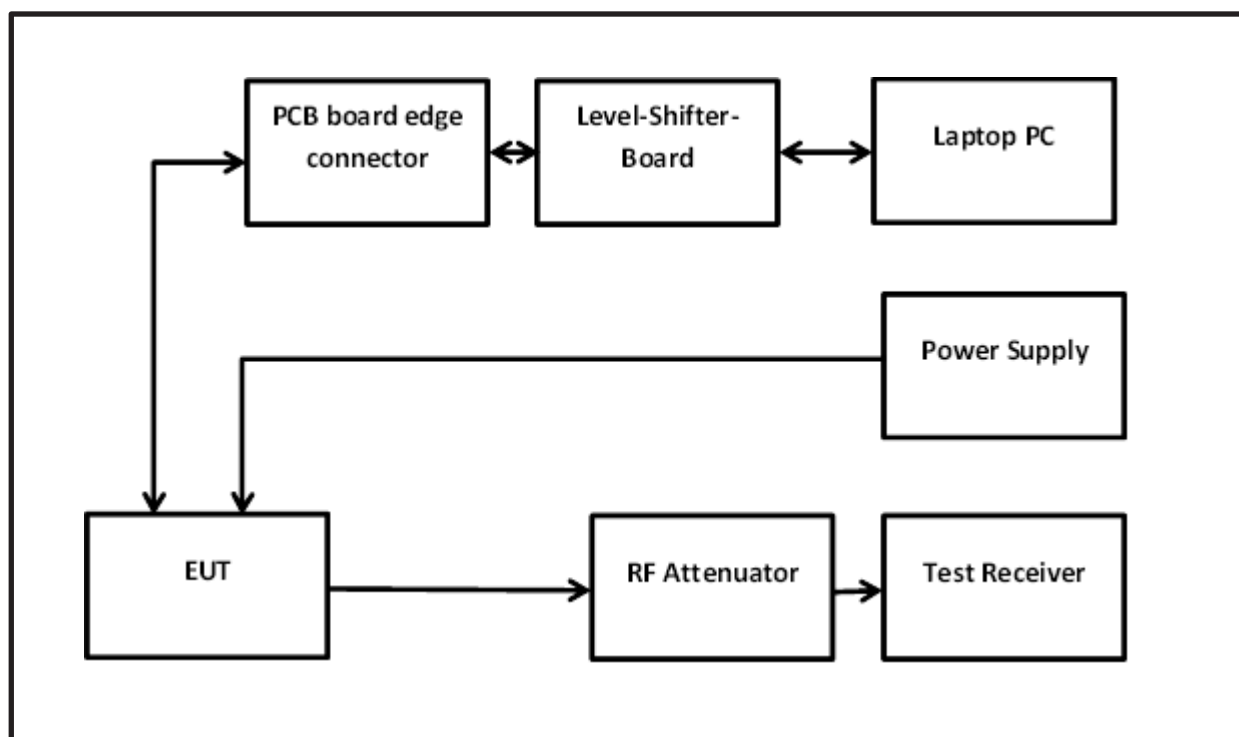 PCB board edge
connector
Level-Shifter-
Board
Laptop PC
Power Supply
EUT
RF Attenuator
Test Receiver